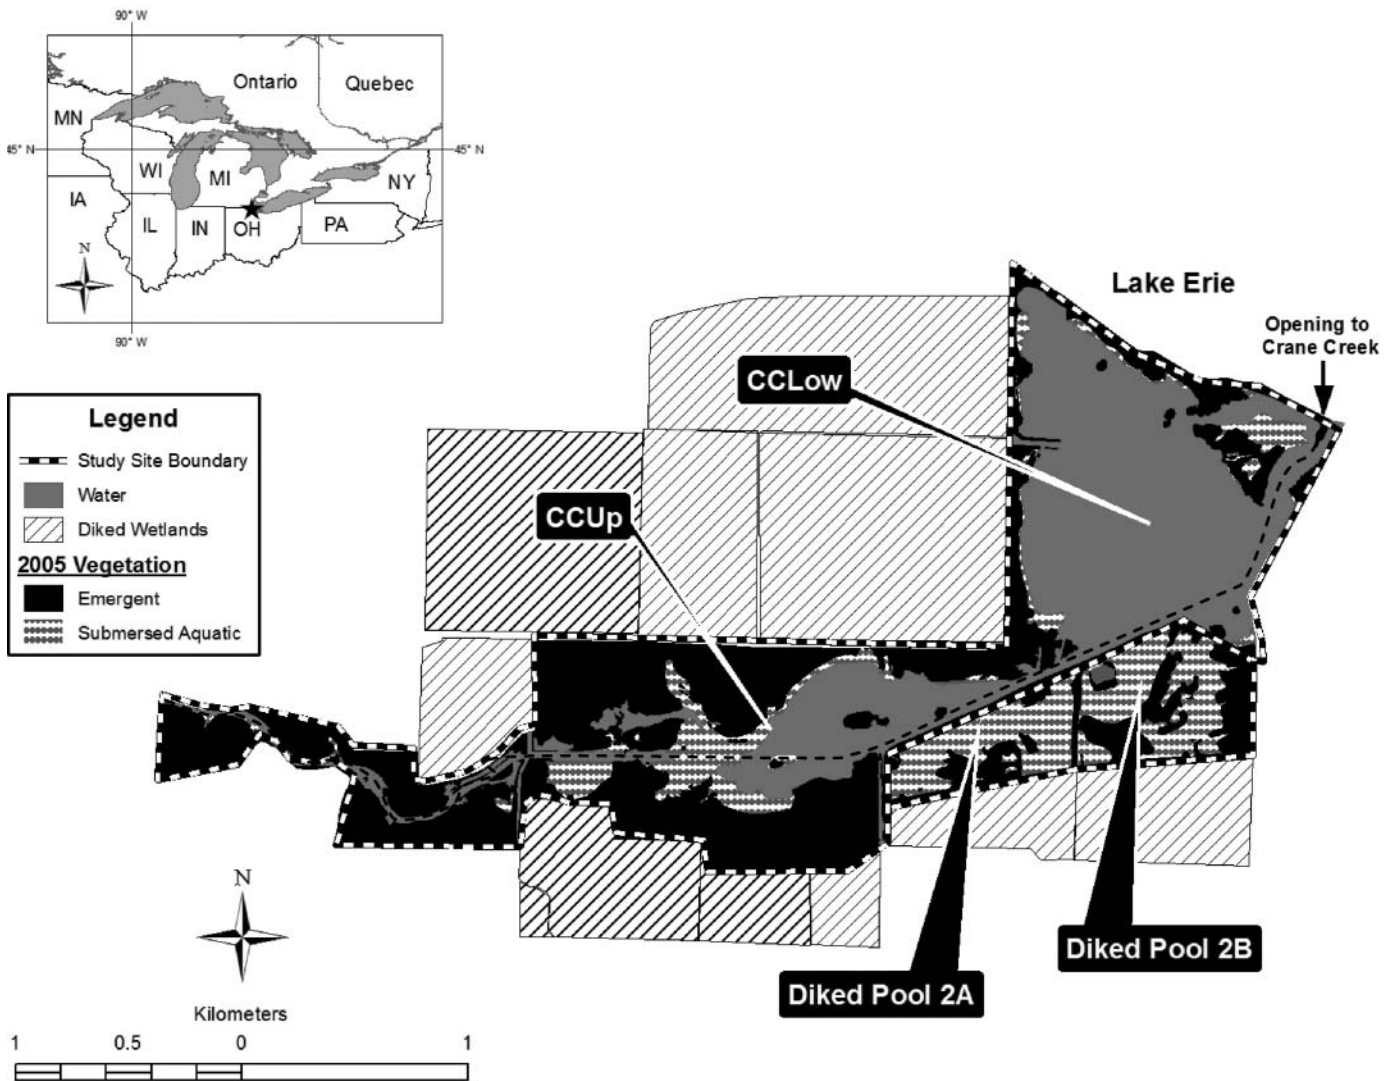 90° W
Ontario
Quebec
MN
45° N
45° N
WI
MI
NY
IA
IL
IN
OH
PA
N
90° W
Lake Erie
Opening to
Crane Creek
CCLow
Legend
Study Site Boundary
Water
Diked Wetlands
2005 Vegetation
Emergent
Submersed Aquatic
CCUp
N
Diked Pool 2B
Diked Pool 2A
Kilometers
1 0.5 0 1